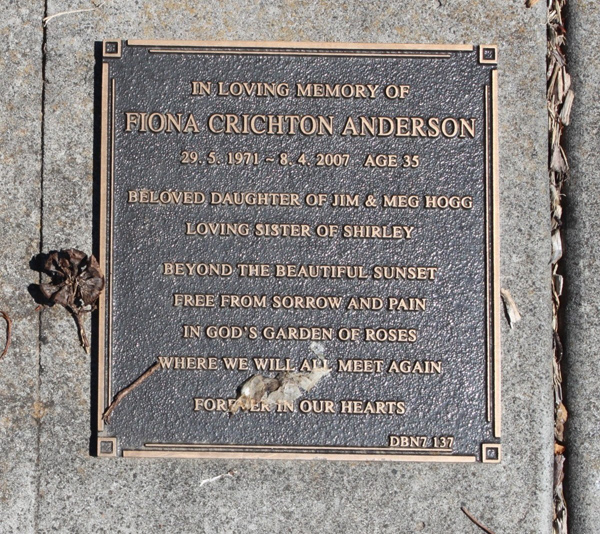 IN LOVING MEMORY OF
FIONA CRICHTON ANDERSON
29. 5. 1971 ~ 8. 4. 2007 AGE 35
BELOVED DAUGHTER OF JIM & MEG HOGG
LOVING SISTER OF SHIRLEY
BEYOND THE BEAUTIFUL SUNSET
FREE FROM SORROW AND PAIN
IN GOD'S GARDEN OF ROSES
WHERE WE WILL ALL MEET AGAIN
FOREVER IN OUR HEARTS
DBN7 137